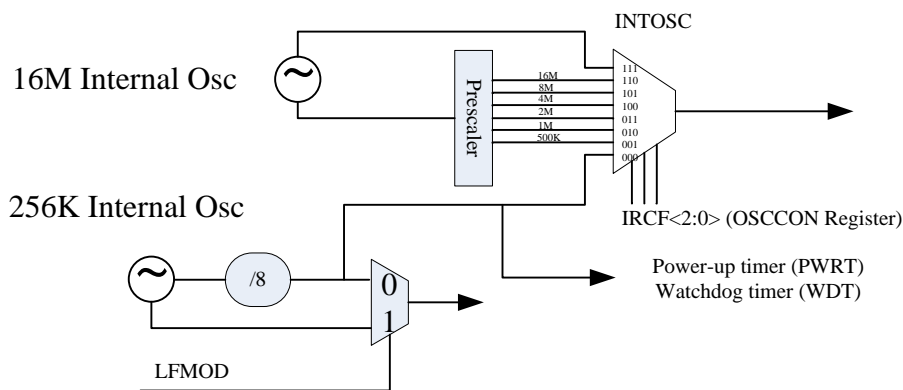 INTOSC
16M Internal Osc
Prescaler
16M
8M
4M
2M
1M
500K
111
110
101
100
011
010
001
000
256K Internal Osc
IRCF<2:0> (OSCCON Register)
/8
0
1
Power-up timer (PWRT)
Watchdog timer (WDT)
LFMOD